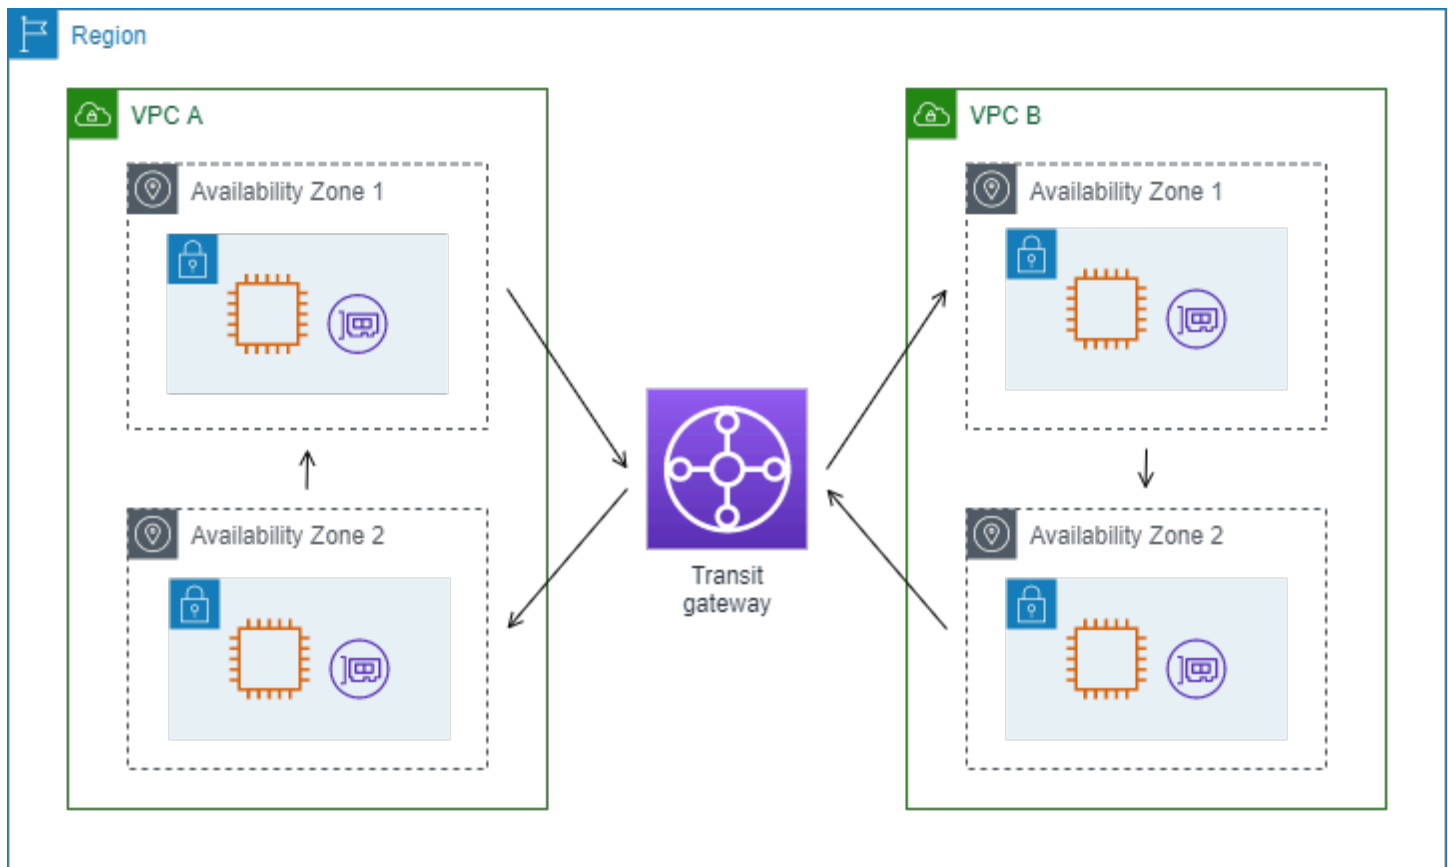 Region
VPC A
Availability Zone 1
Availability Zone 2
Transit
gateway
VPC B
Availability Zone 1
Availability Zone 2